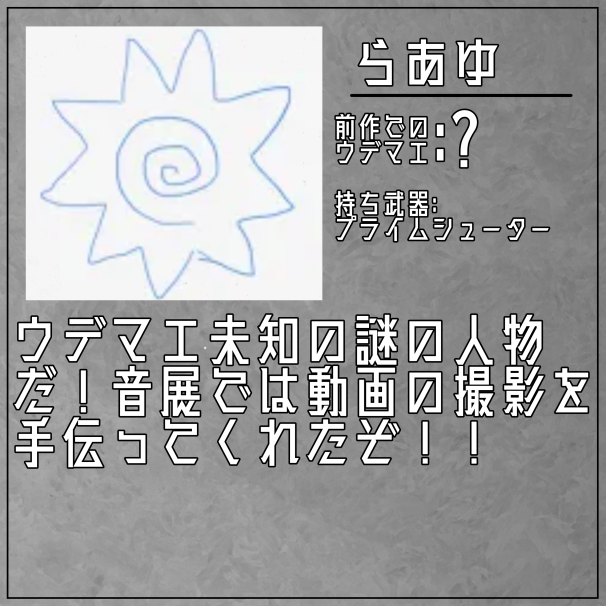 らあゆ
前作での
ウデマエ:?
持ち武器:
プライムシューター
ウデマエ未知の謎の人物
だ!音展では動画の撮影を
手伝ってくれたぞ!!